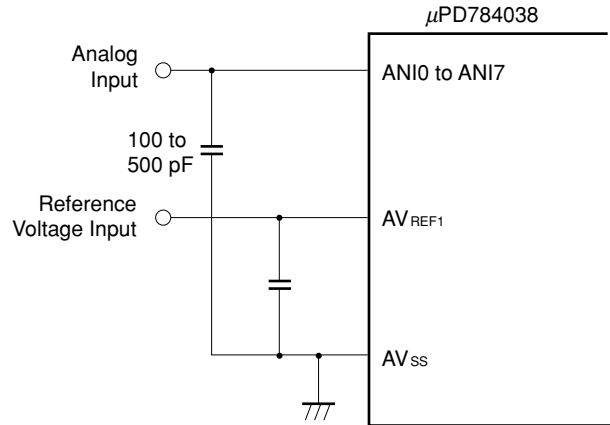 μPD784038
Analog
Input
ANI0 to ANI7
100 to
500 pF
Reference
Voltage Input
AVREF1
AVSS